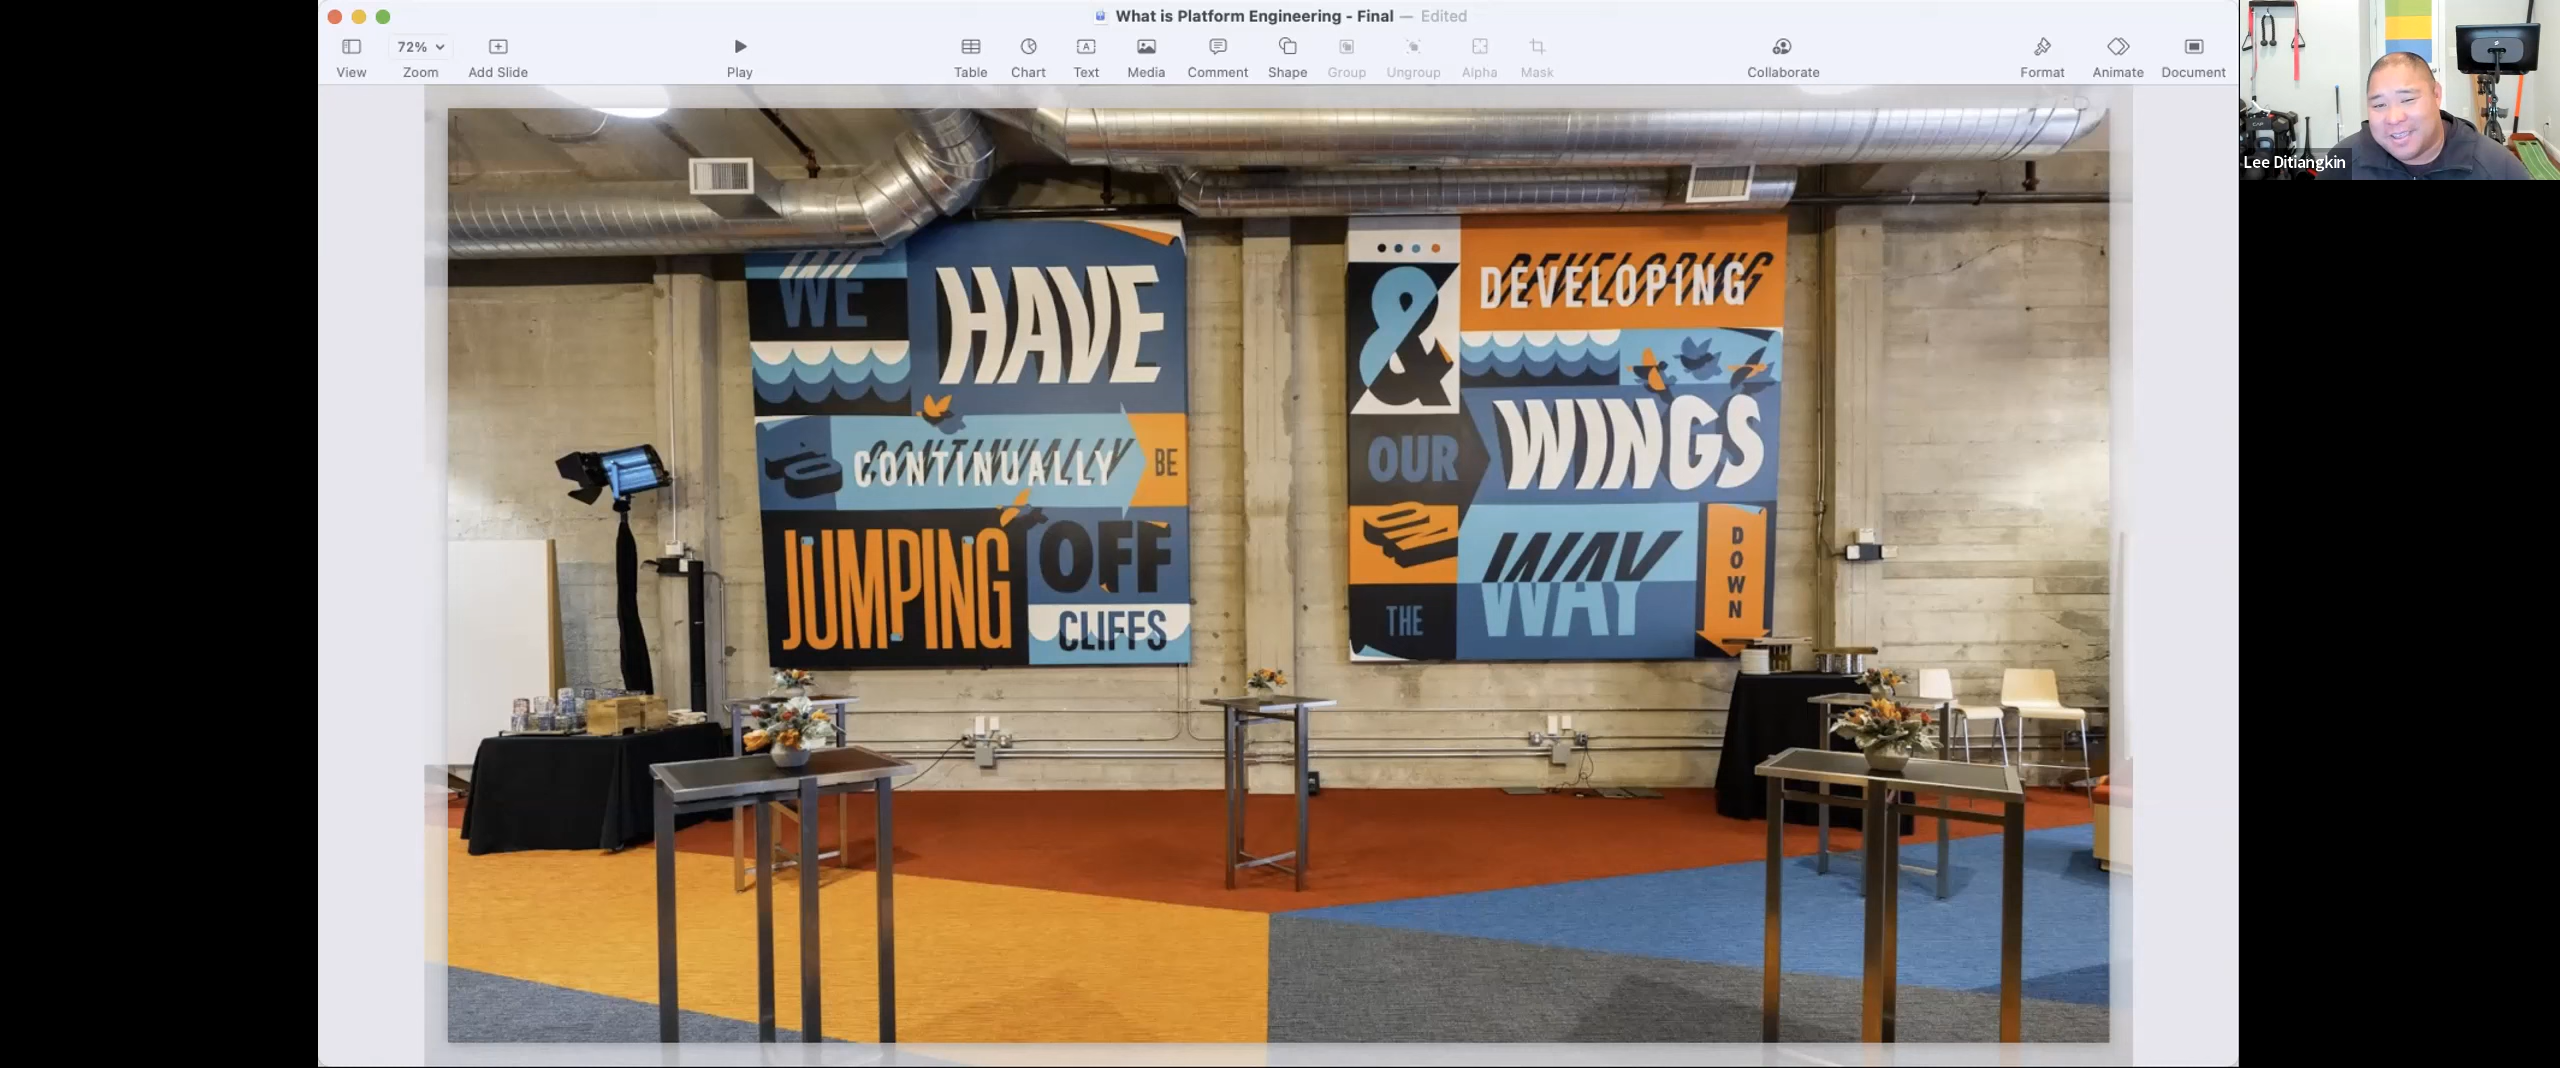 What is Platform Engineering - Final — Edited
72%
View Zoom Add Slide Play Table Chart Text Media Comment Shape Group Ungroup Alpha Mask Collaborate Format Animate Document
Lee Ditiangkin
WE HAVE
TO CONTINUALLY BE
JUMPING OFF
CLIFFS
& DEVELOPING
OUR WINGS
ON THE WAY DOWN